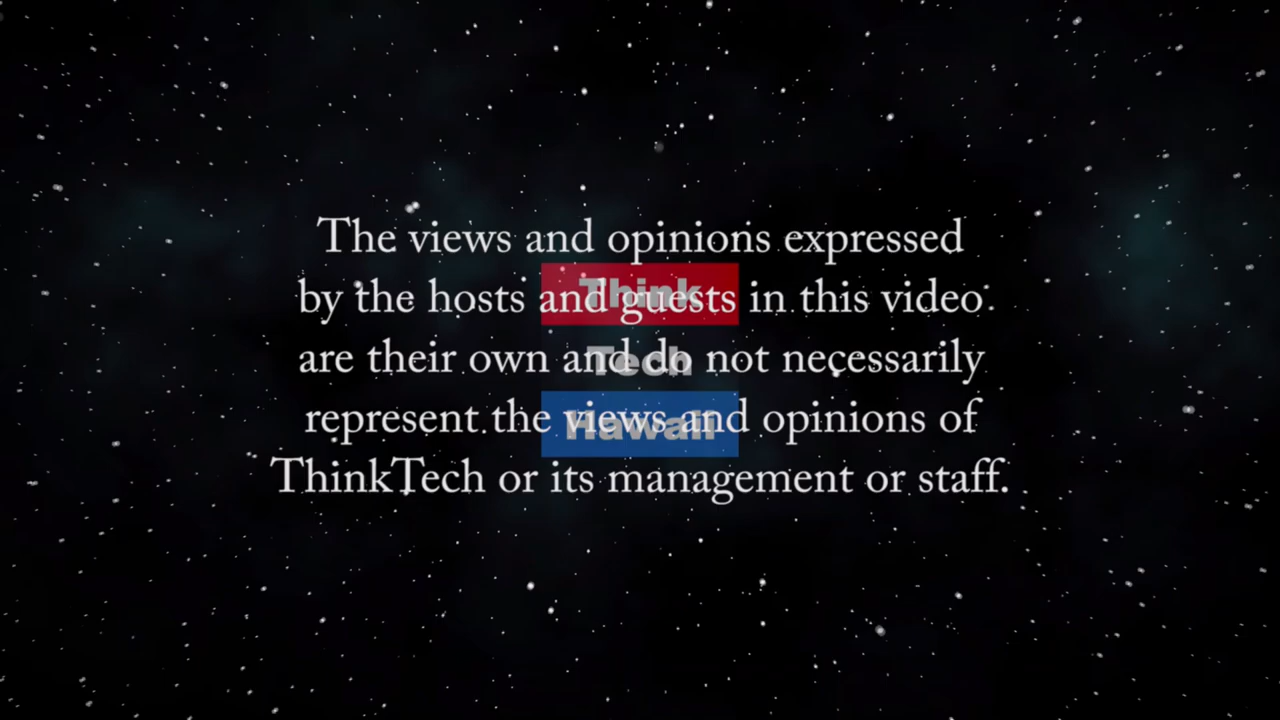 The views and opinions expressed
by the hosts and guests in this video
are their own and do not necessarily
represent the views and opinions of
ThinkTech or its management or staff.
Think
Tech
Hawaii